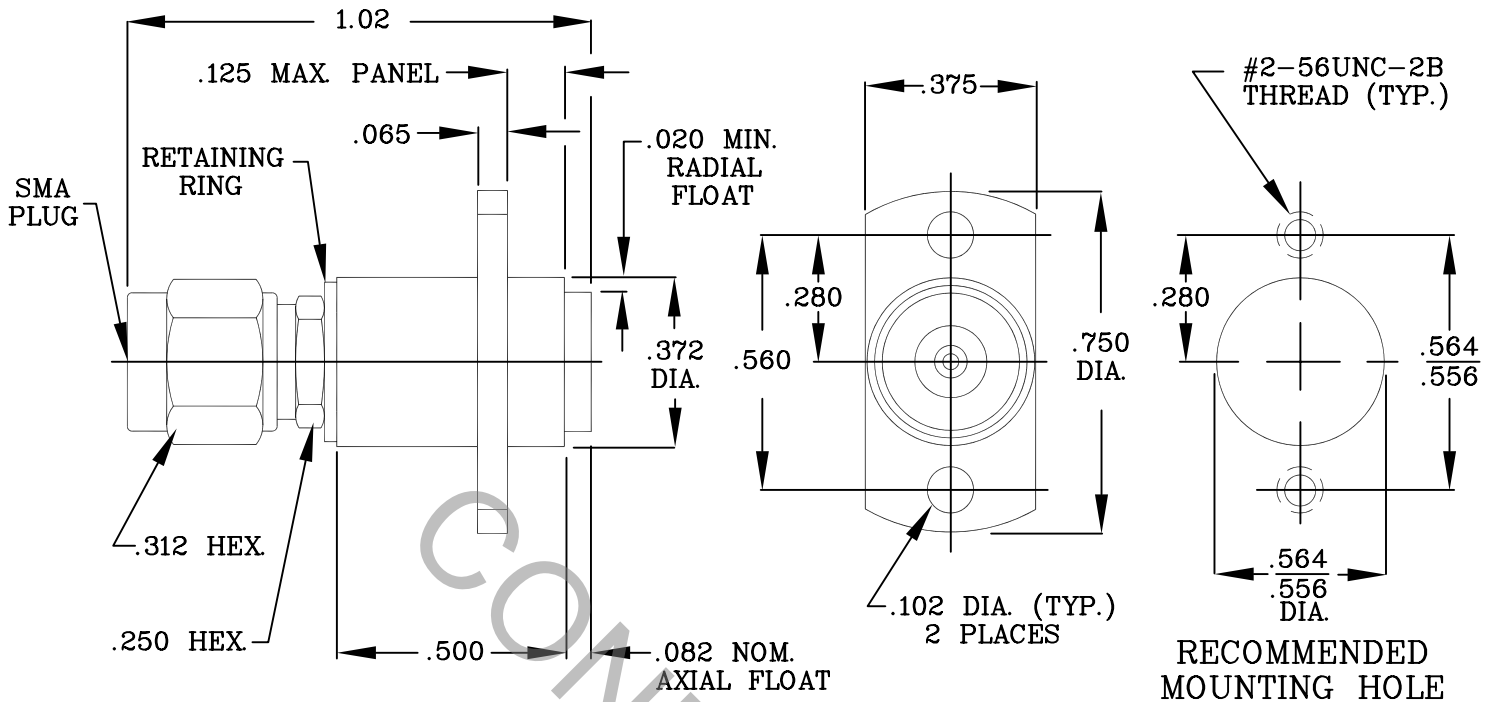 1.02
.125 MAX. PANEL
.065
RETAINING
RING
SMA
PLUG
.020 MIN.
RADIAL
FLOAT
.372
DIA.
.312 HEX.
.250 HEX.
.500
.082 NOM.
AXIAL FLOAT
.375
.280
.560
.750
DIA.
.102 DIA. (TYP.)
2 PLACES
#2-56UNC-2B
THREAD (TYP.)
.280
.564
.556
.564
.556
DIA.
RECOMMENDED
MOUNTING HOLE